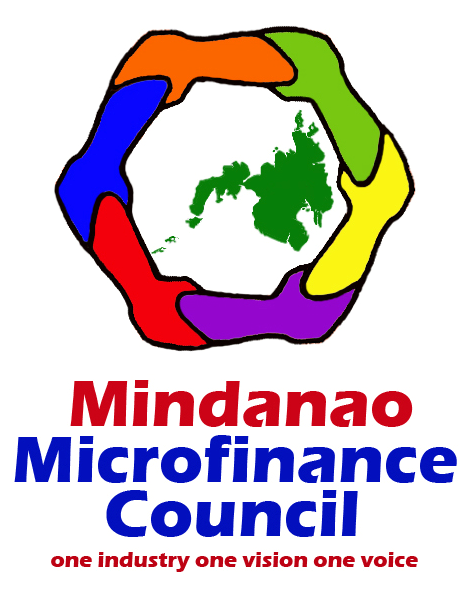 Mindanao
Microfinance
Council
one industry one vision one voice